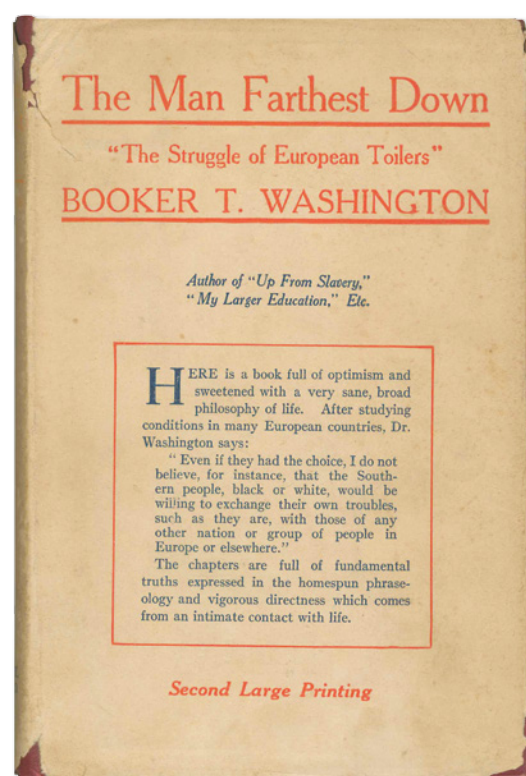 The Man Farthest Down
"The Struggle of European Toilers"
BOOKER T. WASHINGTON
Author of "Up From Slavery,"
"My Larger Education," Etc.
HERE is a book full of optimism and
sweetened with a very sane, broad
philosophy of life. After studying
conditions in many European countries, Dr.
Washington says:
"Even if they had the choice, I do not
believe, for instance, that the South-
ern people, black or white, would be
willing to exchange their own troubles,
such as they are, with those of any
other nation or group of people in
Europe or elsewhere."
The chapters are full of fundamental
truths expressed in the homespun phrase-
ology and vigorous directness which comes
from an intimate contact with life.
Second Large Printing